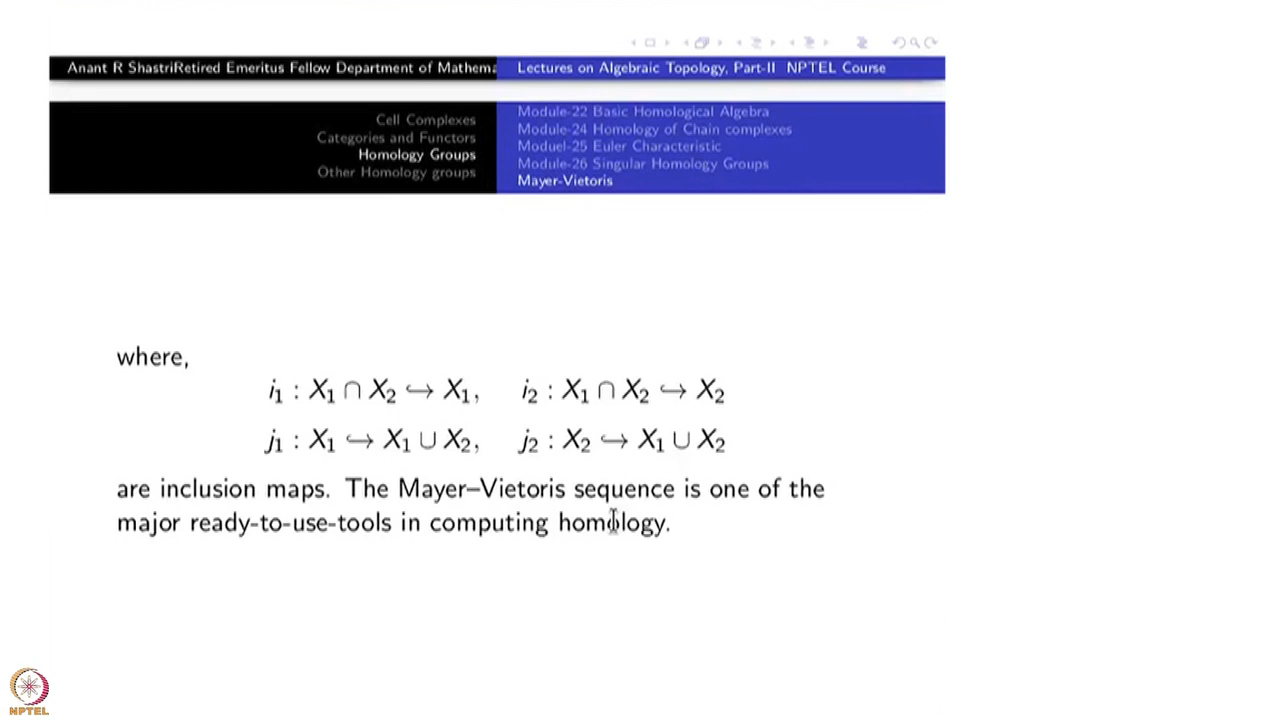 Anant R ShastriRetired Emeritus Fellow Department of Mathema
Lectures on Algebraic Topology, Part-II NPTEL Course
Cell Complexes
Categories and Functors
Homology Groups
Other Homology groups
Module-22 Basic Homological Algebra
Module-24 Homology of Chain complexes
Moduel-25 Euler Characteristic
Module-26 Singular Homology Groups
Mayer-Vietoris
where,
i₁ : X₁ ∩ X₂ ↪ X₁, i₂ : X₁ ∩ X₂ ↪ X₂
j₁ : X₁ ↪ X₁ ∪ X₂, j₂ : X₂ ↪ X₁ ∪ X₂
are inclusion maps. The Mayer–Vietoris sequence is one of the
major ready-to-use-tools in computing homology.
NPTEL